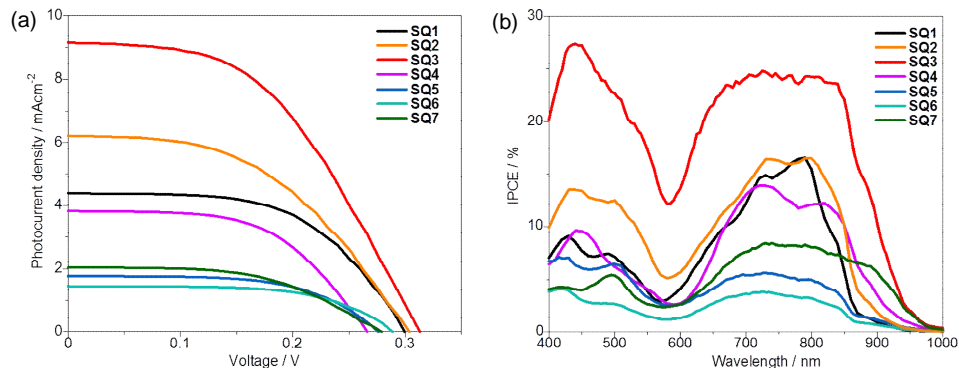 (a)
10
8
6
4
2
0
0.0
0.1
0.2
0.3
Photocurrent density / mAcm-2
Voltage / V
SQ1
SQ2
SQ3
SQ4
SQ5
SQ6
SQ7
(b)
30
20
10
0
400
500
600
700
800
900
1000
IPCE / %
Wavelength / nm
SQ1
SQ2
SQ3
SQ4
SQ5
SQ6
SQ7